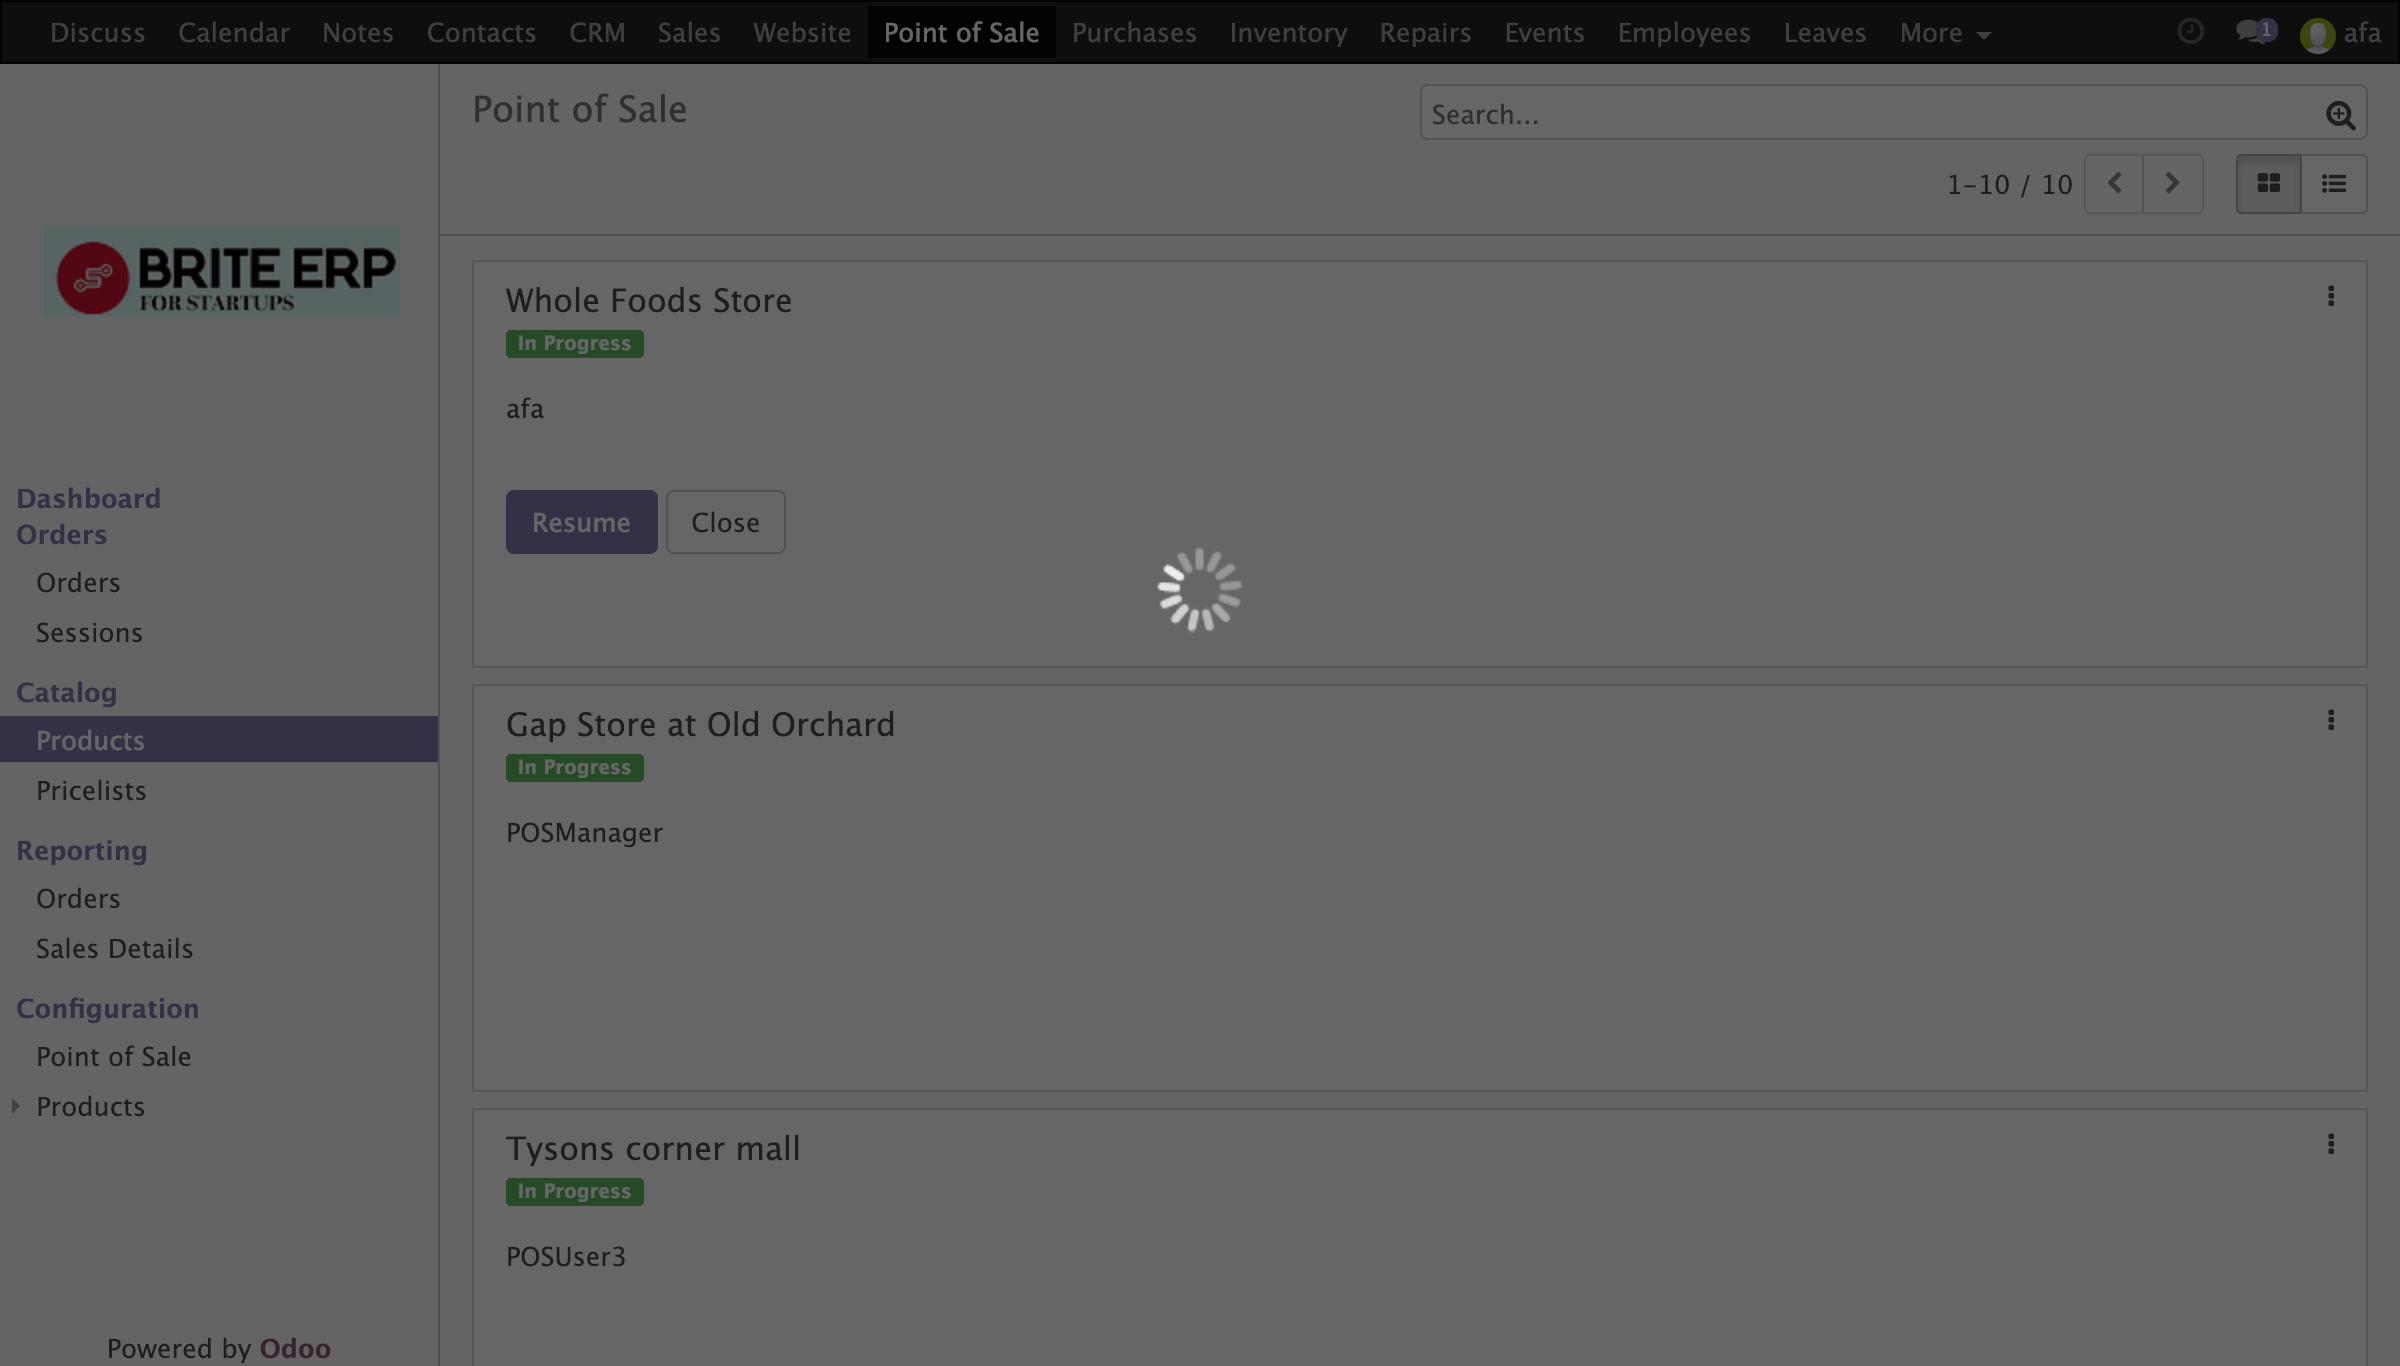 Discuss Calendar Notes Contacts CRM Sales Website Point of Sale Purchases Inventory Repairs Events Employees Leaves More 1 afa
Point of Sale
Search...
1-10 / 10
BRITE ERP
FOR STARTUPS
Dashboard
Orders
Orders
Sessions
Catalog
Products
Pricelists
Reporting
Orders
Sales Details
Configuration
Point of Sale
Products
Powered by Odoo
Whole Foods Store
In Progress
afa
Resume Close
Gap Store at Old Orchard
In Progress
POSManager
Tysons corner mall
In Progress
POSUser3